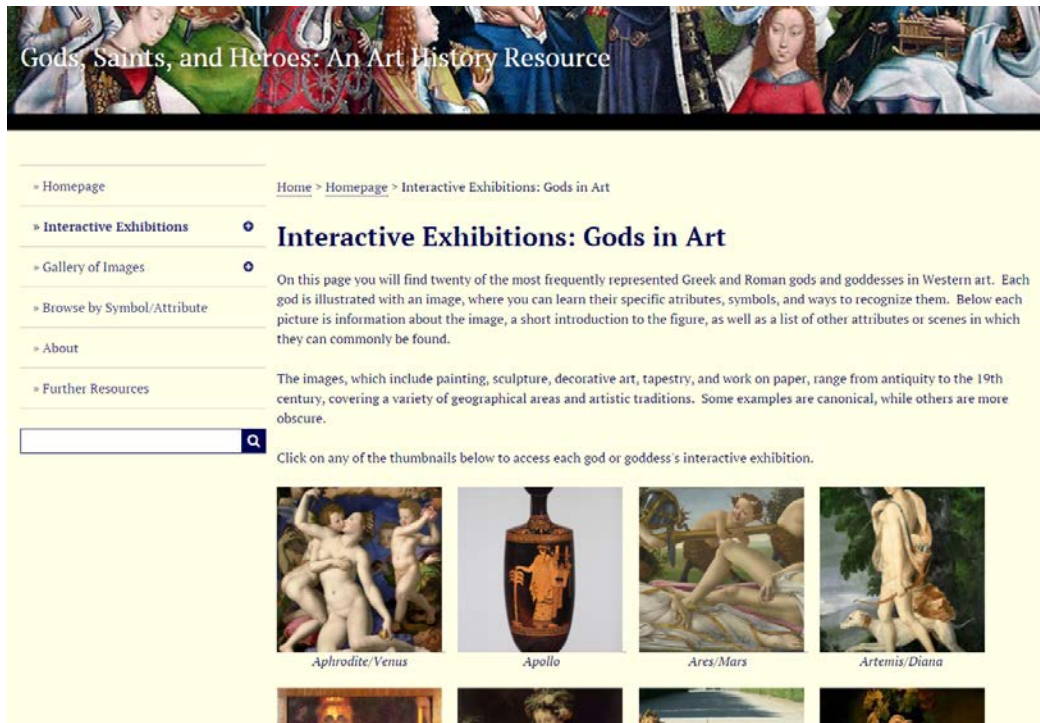 Gods, Saints, and Heroes: An Art History Resource
» Homepage
» Interactive Exhibitions
» Gallery of Images
» Browse by Symbol/Attribute
» About
» Further Resources
Home > Homepage > Interactive Exhibitions: Gods in Art
Interactive Exhibitions: Gods in Art
On this page you will find twenty of the most frequently represented Greek and Roman gods and goddesses in Western art. Each
god is illustrated with an image, where you can learn their specific atributes, symbols, and ways to recognize them. Below each
picture is information about the image, a short introduction to the figure, as well as a list of other attributes or scenes in which
they can commonly be found.
The images, which include painting, sculpture, decorative art, tapestry, and work on paper, range from antiquity to the 19th
century, covering a variety of geographical areas and artistic traditions. Some examples are canonical, while others are more
obscure.
Click on any of the thumbnails below to access each god or goddess's interactive exhibition.
Aphrodite/Venus
Apollo
Ares/Mars
Artemis/Diana